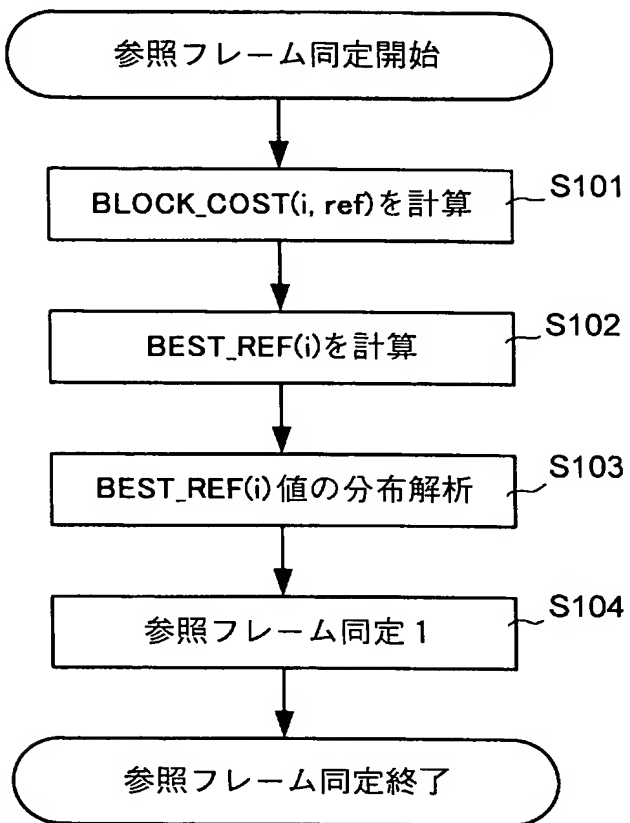 参照フレーム同定開始
BLOCK_COST(i, ref)を計算
S101
BEST_REF(i)を計算
S102
BEST_REF(i)値の分布解析
S103
参照フレーム同定1
S104
参照フレーム同定終了